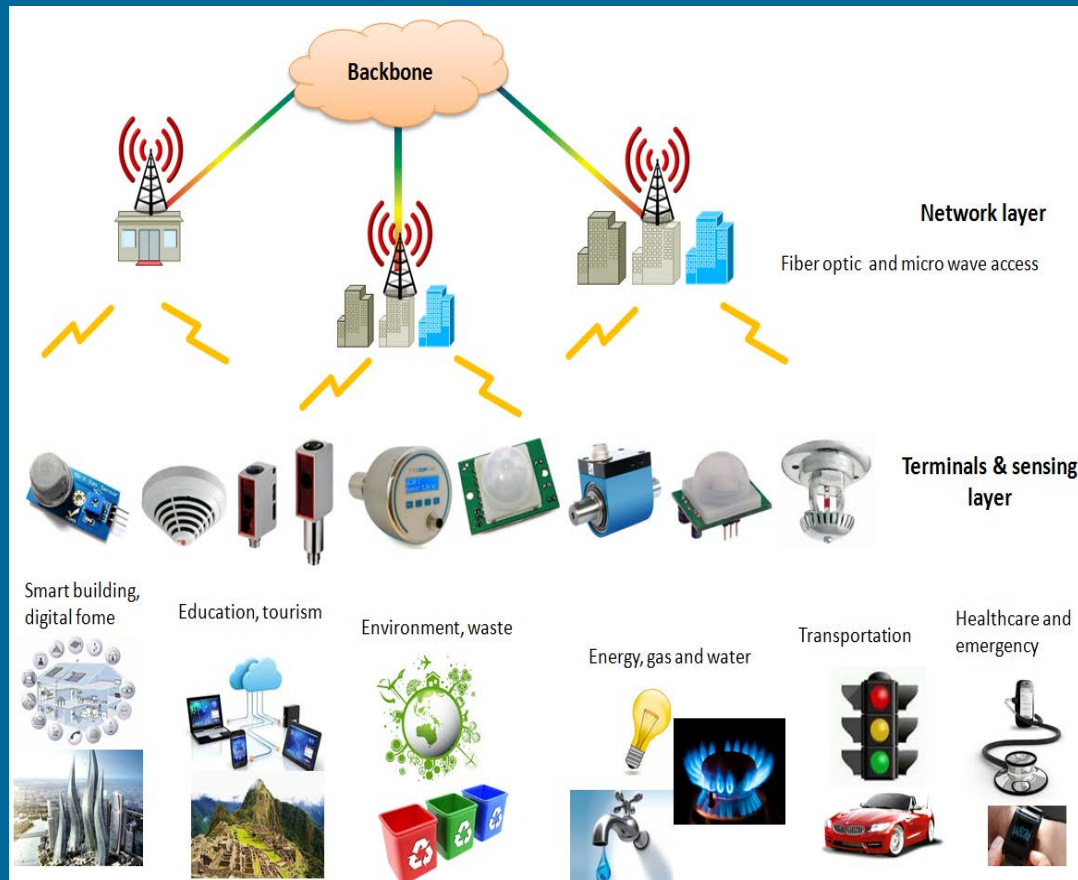 Backbone
Network layer
Fiber optic and micro wave access
Terminals & sensing
layer
Smart building,
digital fome
Education, tourism
Environment, waste
Energy, gas and water
Transportation
Healthcare and
emergency